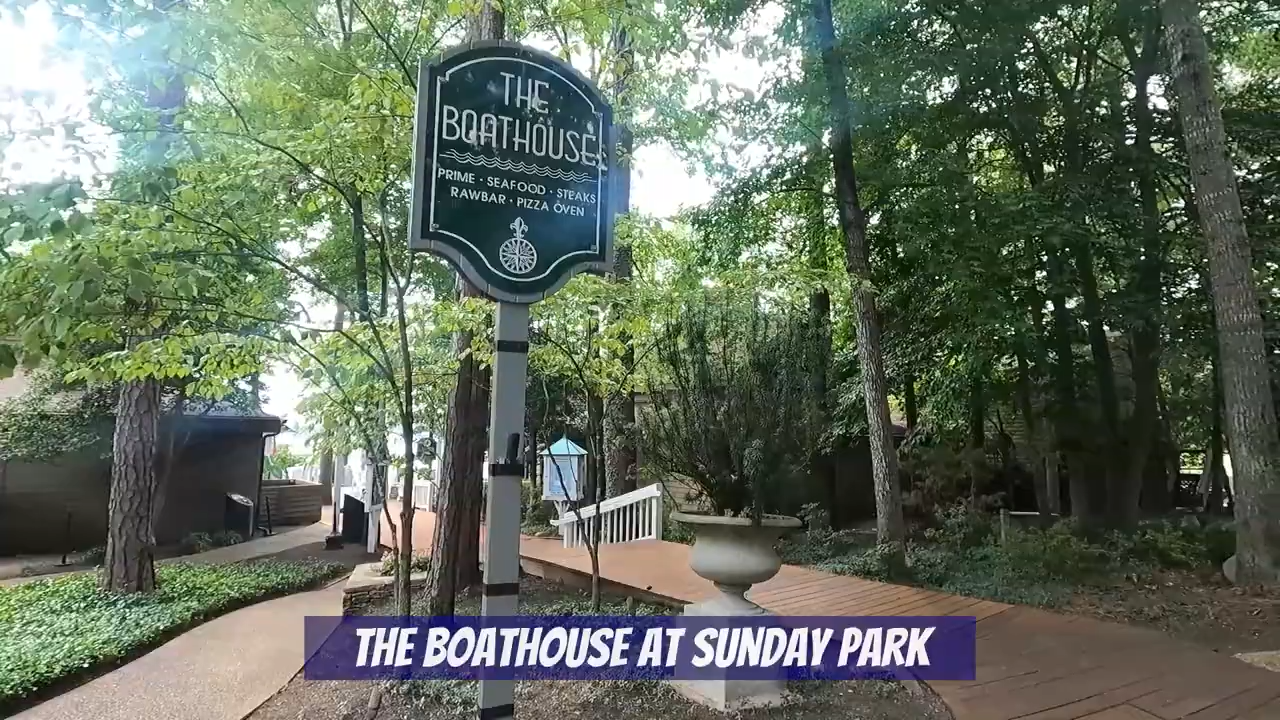 THE
BOATHOUSE
PRIME · SEAFOOD · STEAKS
RAWBAR · PIZZA OVEN
THE BOATHOUSE AT SUNDAY PARK